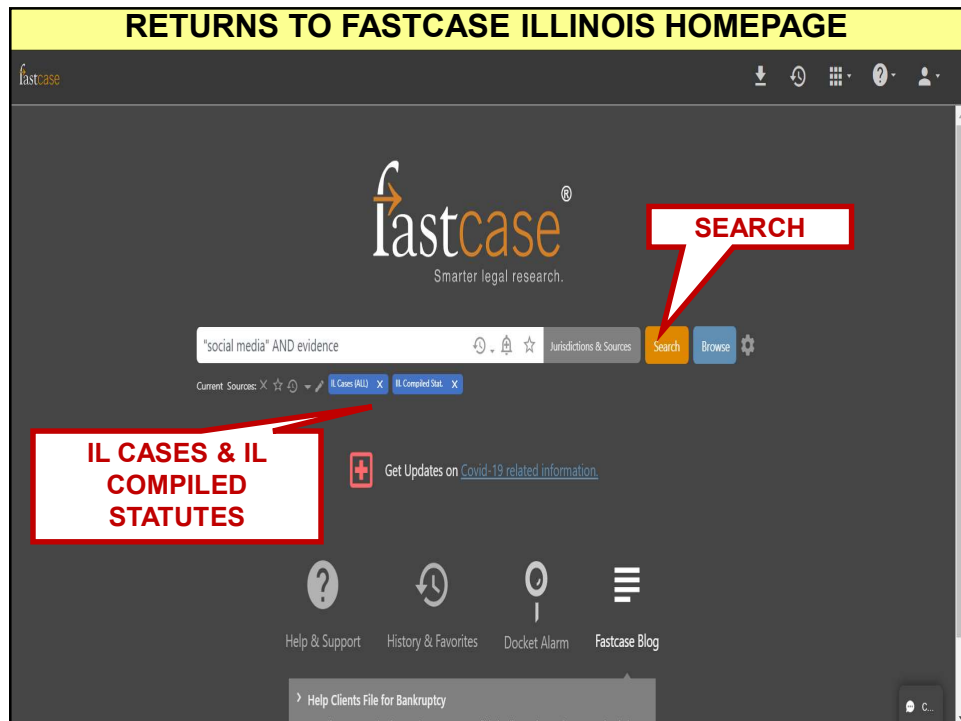 RETURNS TO FASTCASE ILLINOIS HOMEPAGE
fastcase
?
fastcase®
Smarter legal research.
SEARCH
"social media" AND evidence
Jurisdictions & Sources
Search
Browse
Current Sources: X
Il. Cases (ALL) X
Ill. Compiled Stat. X
IL CASES & IL
COMPILED
STATUTES
Get Updates on Covid-19 related information.
?
Help & Support
History & Favorites
Docket Alarm
Fastcase Blog
> Help Clients File for Bankruptcy
C...